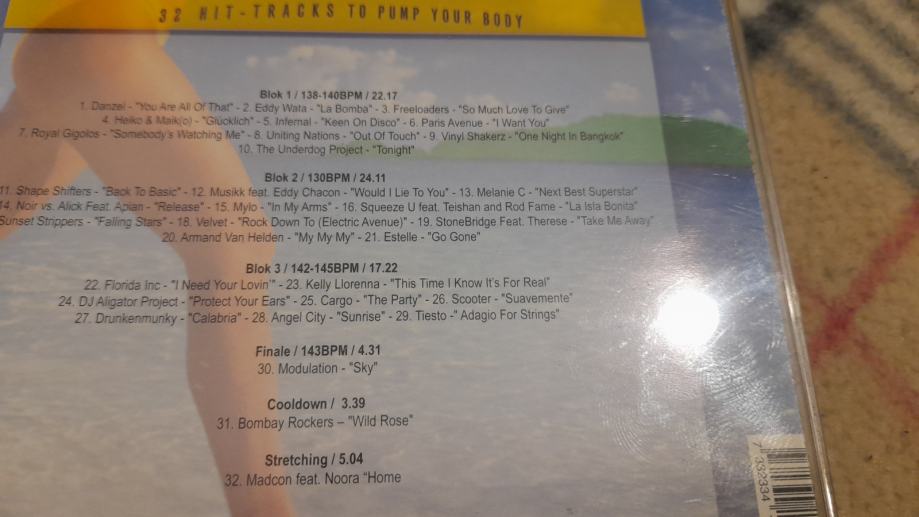 32 HIT-TRACKS TO PUMP YOUR BODY
Blok 1 / 138-140BPM / 22.17
1. Danzel - "You Are All Of That" - 2. Eddy Wata - "La Bomba" - 3. Freeloaders - "So Much Love To Give"
4. Heiko & Maik(o) - "Glücklich" - 5. Infernal - "Keen On Disco" - 6. Paris Avenue - "I Want You"
7. Royal Gigolos - "Somebody's Watching Me" - 8. Uniting Nations - "Out Of Touch" - 9. Vinyl Shakerz - "One Night In Bangkok"
10. The Underdog Project - "Tonight"
Blok 2 / 130BPM / 24.11
11. Shape Shifters - "Back To Basic" - 12. Musikk feat. Eddy Chacon - "Would I Lie To You" - 13. Melanie C - "Next Best Superstar"
14. Noir vs. Alick Feat. Apian - "Release" - 15. Mylo - "In My Arms" - 16. Squeeze U feat. Teishan and Rod Fame - "La Isla Bonita"
Sunset Strippers - "Falling Stars" - 18. Velvet - "Rock Down To (Electric Avenue)" - 19. StoneBridge Feat. Therese - "Take Me Away"
20. Armand Van Helden - "My My My" - 21. Estelle - "Go Gone"
Blok 3 / 142-145BPM / 17.22
22. Florida Inc - "I Need Your Lovin'" - 23. Kelly Llorenna - "This Time I Know It's For Real"
24. DJ Aligator Project - "Protect Your Ears" - 25. Cargo - "The Party" - 26. Scooter - "Suavemente"
27. Drunkenmunky - "Calabria" - 28. Angel City - "Sunrise" - 29. Tiesto -" Adagio For Strings"
Finale / 143BPM / 4.31
30. Modulation - "Sky"
Cooldown / 3.39
31. Bombay Rockers – "Wild Rose"
Stretching / 5.04
32. Madcon feat. Noora "Home
7 332334